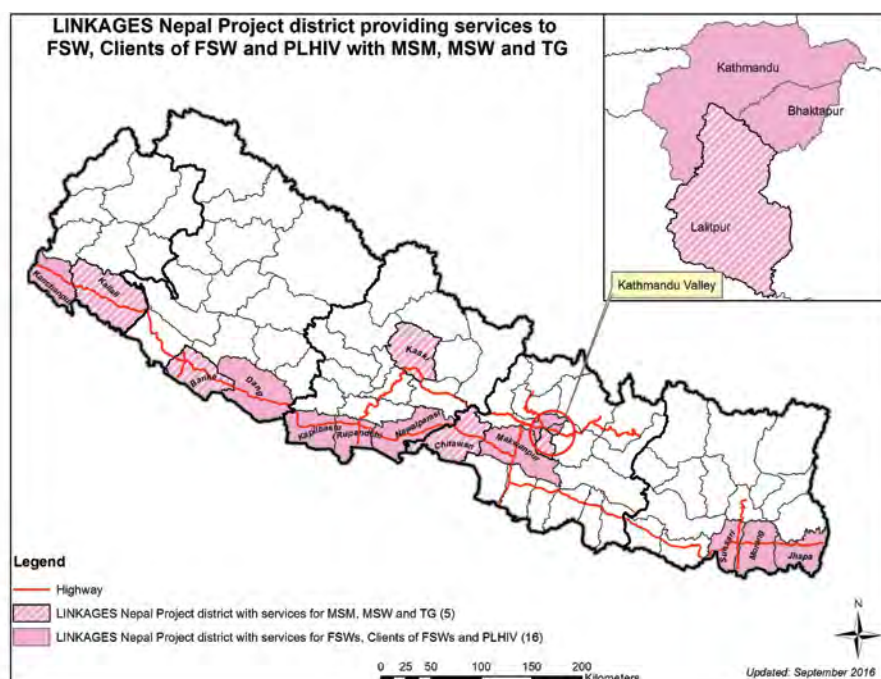 LINKAGES Nepal Project district providing services to
FSW, Clients of FSW and PLHIV with MSM, MSW and TG
Kathmandu
Bhaktapur
Lalitpur
Kathmandu Valley
Kanchanpur
Kailali
Banke
Dang
Kaski
Kapilbastu
Rupandehi
Nawalparasi
Chitawan
Makwanpur
Sunsari
Morang
Jhapa
Legend
Highway
LINKAGES Nepal Project district with services for MSM, MSW and TG (5)
LINKAGES Nepal Project district with services for FSWs, Clients of FSWs and PLHIV (16)
N
0 25 50 100 150 200
Kilometers
Updated: September 2016